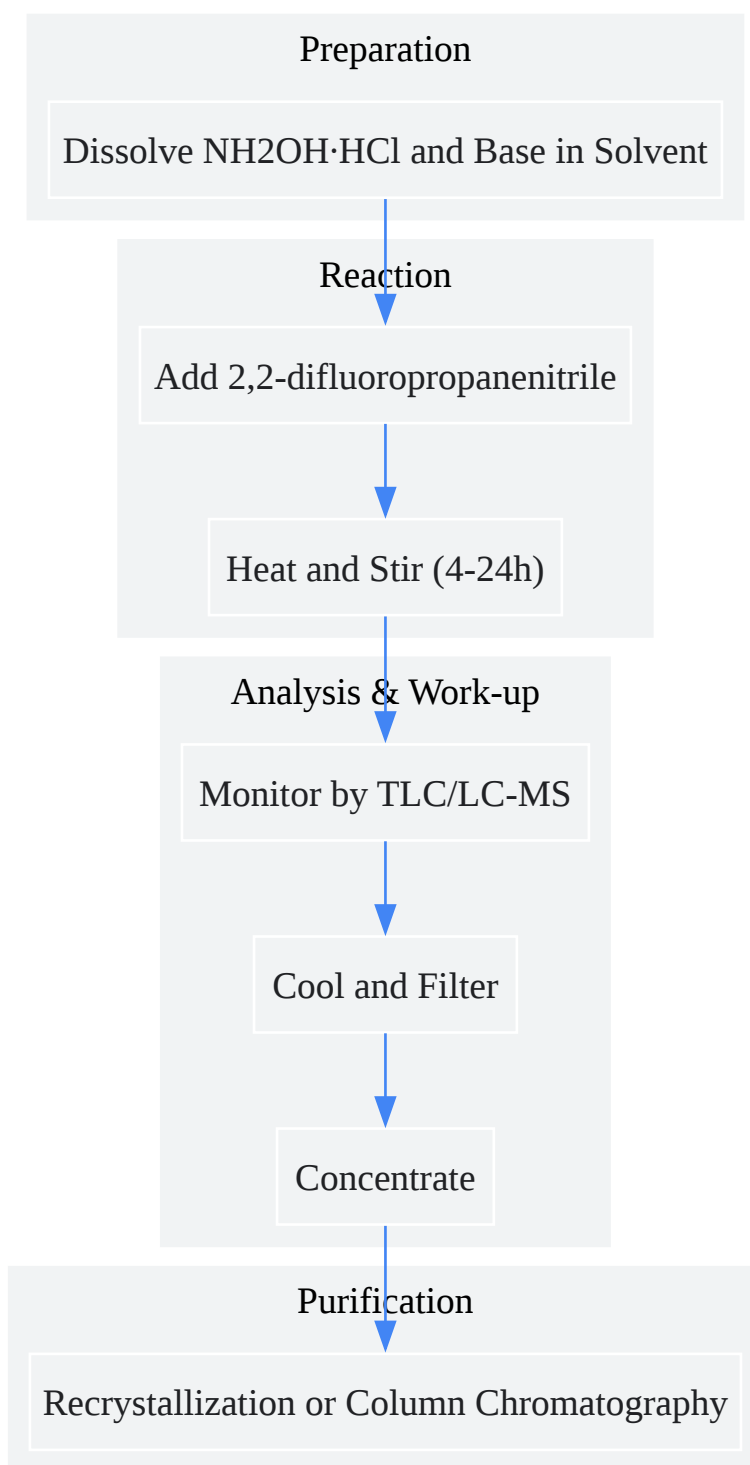 Preparation
Dissolve NH2OH·HCl and Base in Solvent
Reaction
Add 2,2-difluoropropanenitrile
Heat and Stir (4-24h)
Analysis & Work-up
Monitor by TLC/LC-MS
Cool and Filter
Concentrate
Purification
Recrystallization or Column Chromatography